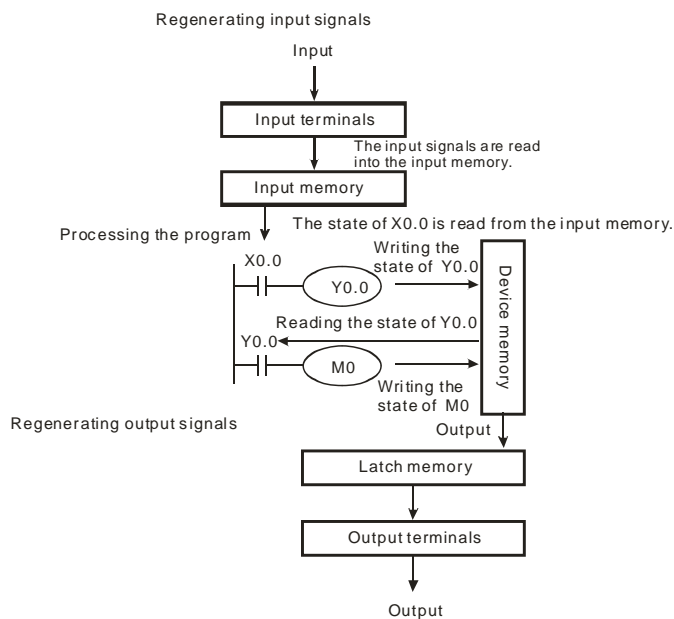 Regenerating input signals
Input
Input terminals
The input signals are read
into the input memory.
Input memory
Processing the program
The state of X0.0 is read from the input memory.
X0.0
Y0.0
Writing the
state of Y0.0
Device memory
Reading the state of Y0.0
Y0.0
M0
Writing the
state of M0
Regenerating output signals
Output
Latch memory
Output terminals
Output